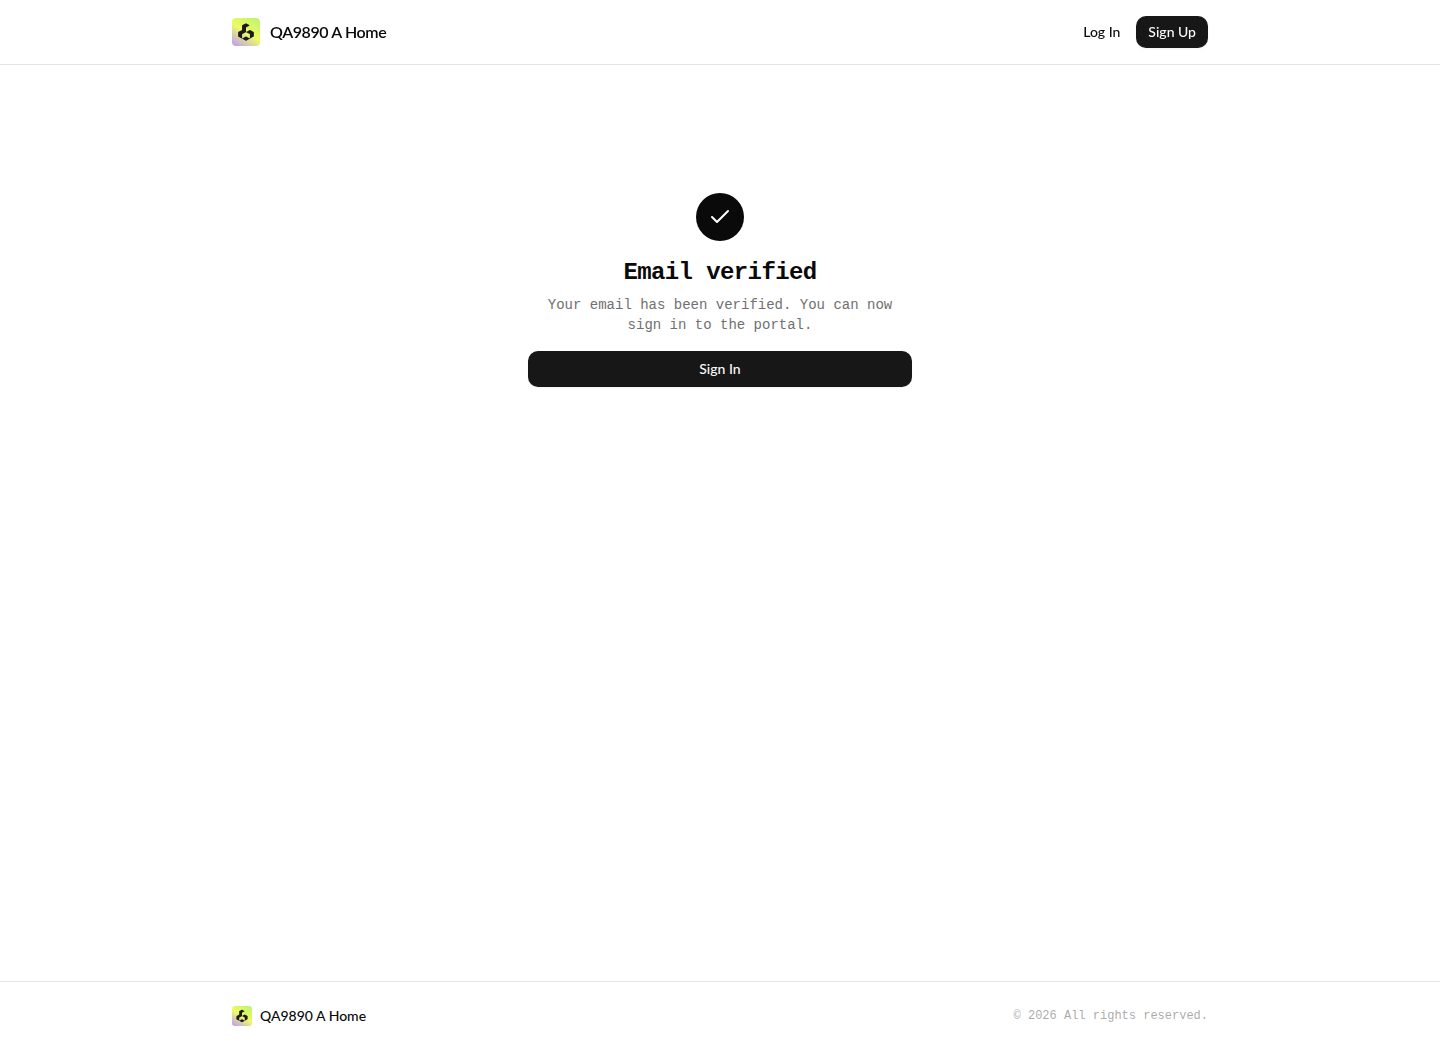 QA9890 A Home
Log In
Sign Up
Email verified
Your email has been verified. You can now
sign in to the portal.
Sign In
QA9890 A Home
© 2026 All rights reserved.